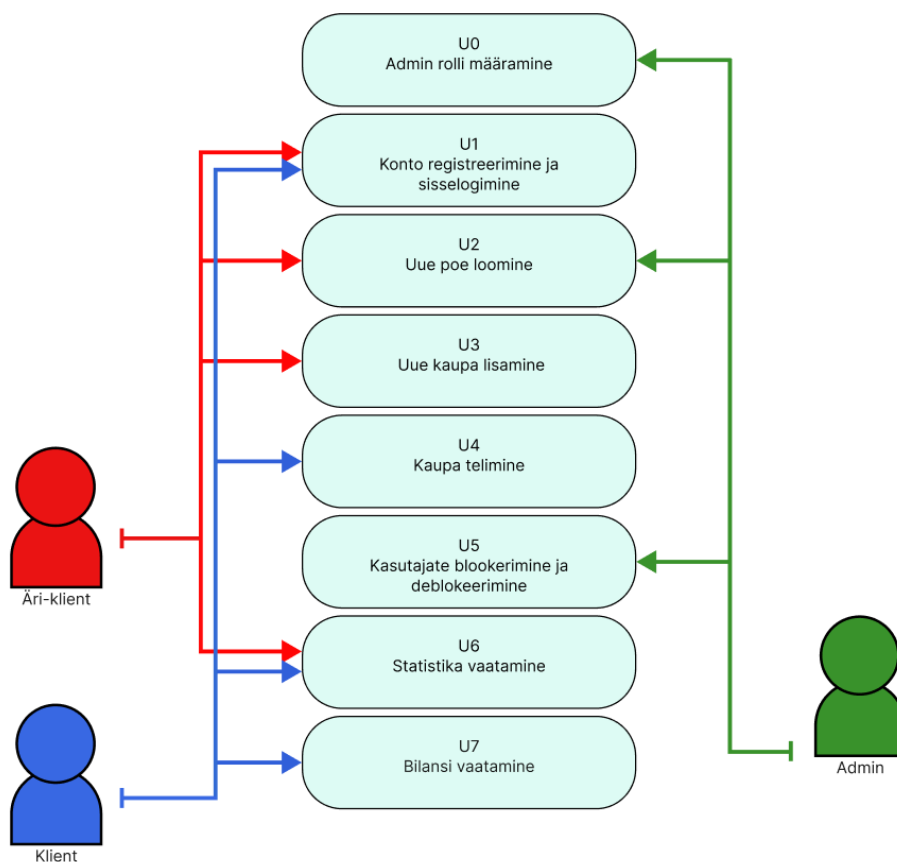 U0
Admin rolli määramine
U1
Konto registreerimine ja
sisselogimine
U2
Uue poe loomine
U3
Uue kaupa lisamine
U4
Kaupa telimine
U5
Kasutajate blookerimine ja
deblokeerimine
Äri-klient
U6
Statistika vaatamine
U7
Bilansi vaatamine
Admin
Klient